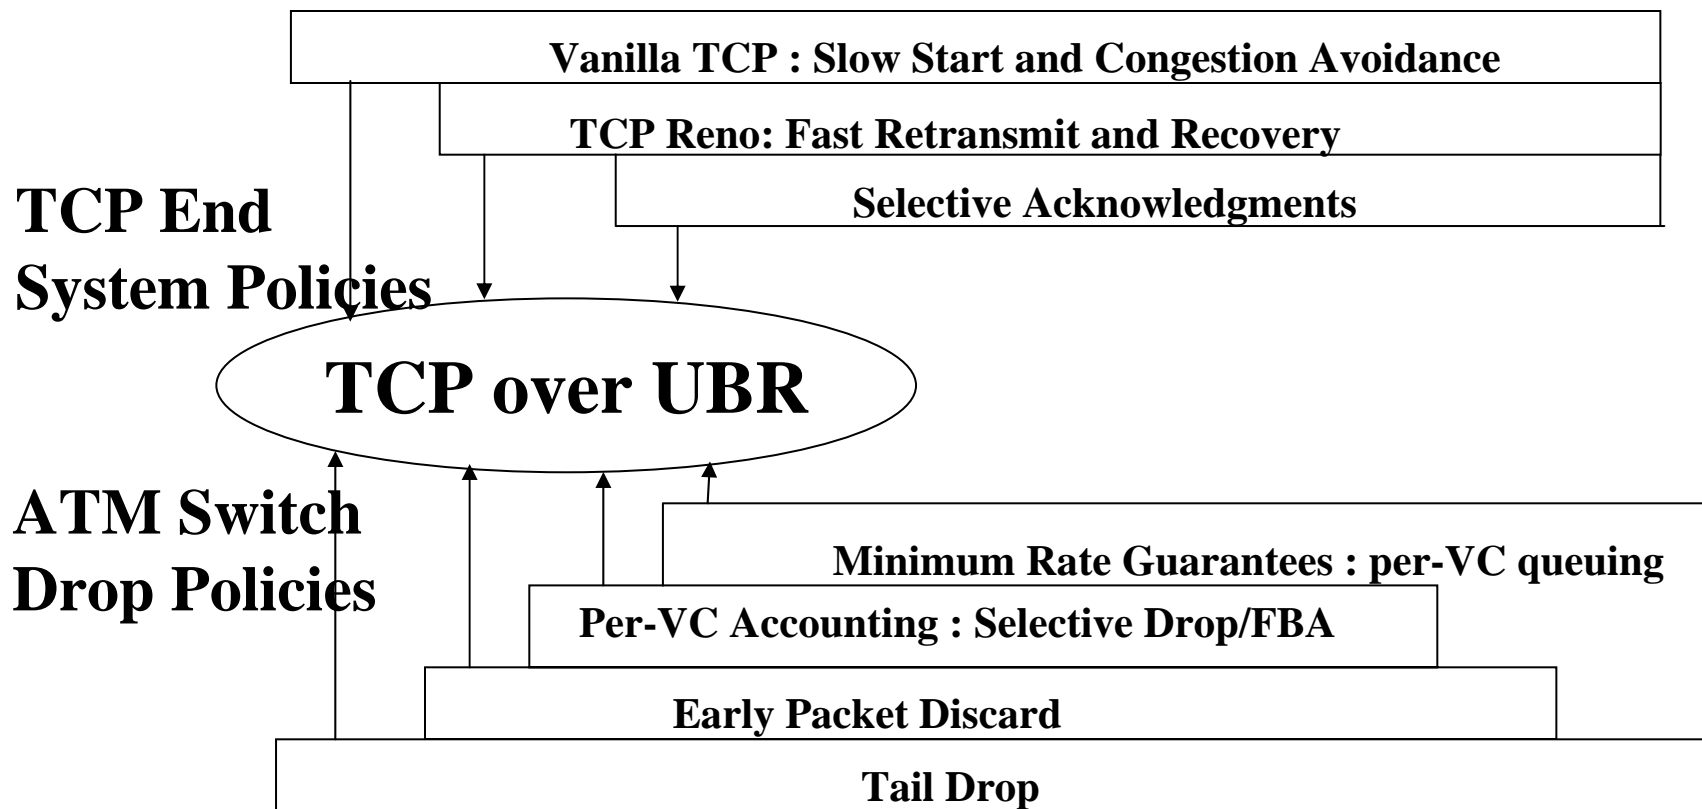 Vanilla TCP : Slow Start and Congestion Avoidance
TCP Reno: Fast Retransmit and Recovery
Selective Acknowledgments
TCP End
System Policies
TCP over UBR
ATM Switch
Drop Policies
Minimum Rate Guarantees : per-VC queuing
Per-VC Accounting : Selective Drop/FBA
Early Packet Discard
Tail Drop